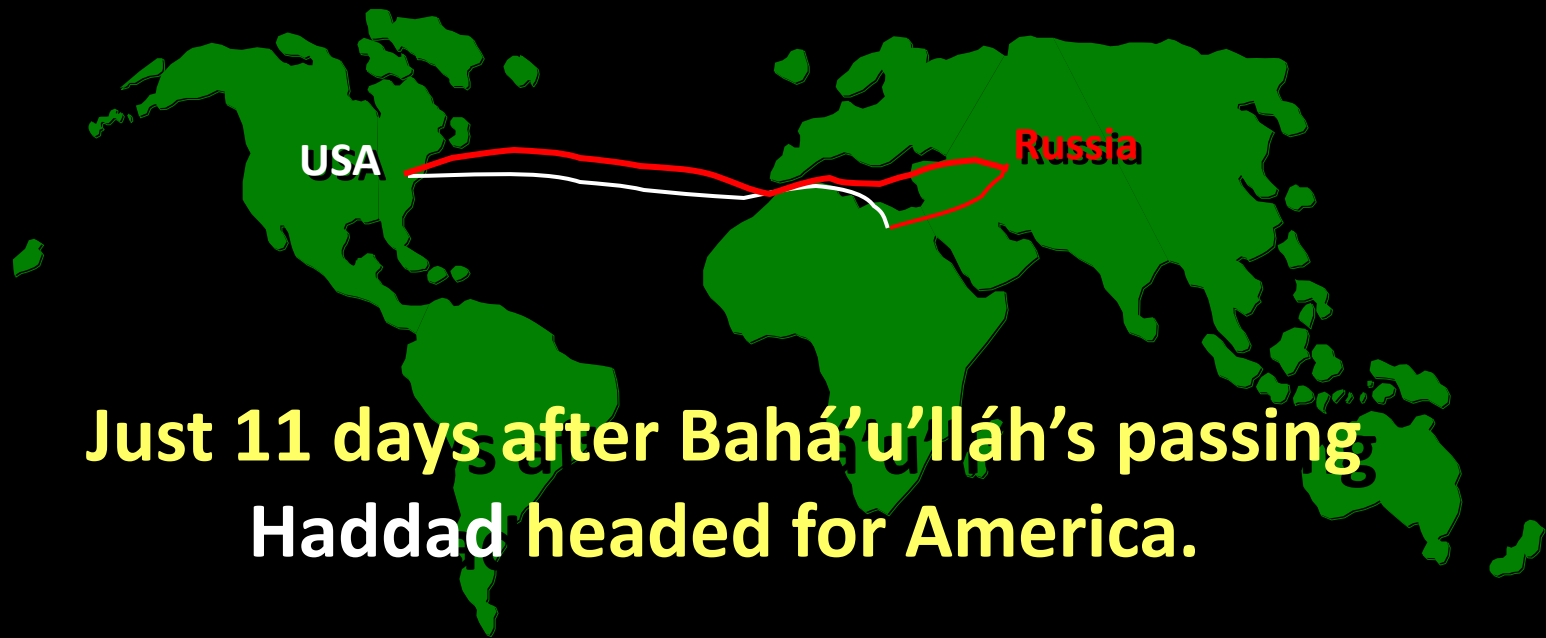 USA
Russia
Just 11 days after Bahá’u’lláh’s passing
Haddad headed for America.